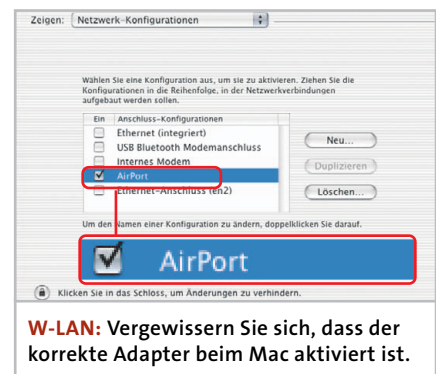 Zeigen: Netzwerk-Konfigurationen
Wählen Sie eine Konfiguration aus, um sie zu aktivieren. Ziehen Sie die
Konfigurationen in die Reihenfolge, in der Netzwerkverbindungen
aufgebaut werden sollen.
Ein Anschluss-Konfigurationen
Ethernet (integriert)
USB Bluetooth Modemanschluss
Internes Modem
AirPort
Ethernet-Anschluss (en2)
Neu...
Duplizieren
Löschen...
Um den Namen einer Konfiguration zu ändern, doppelklicken Sie darauf.
AirPort
Klicken Sie in das Schloss, um Änderungen zu verhindern.
W-LAN: Vergewissern Sie sich, dass der
korrekte Adapter beim Mac aktiviert ist.